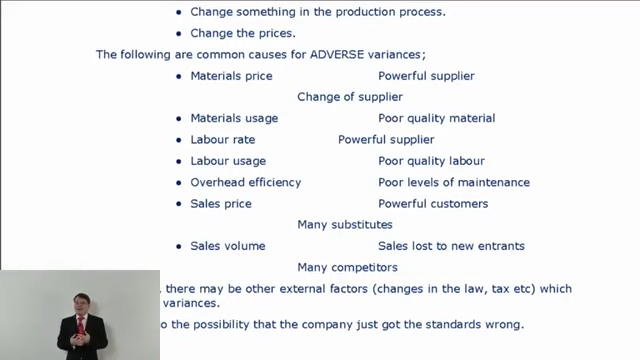 • Change something in the production process.
• Change the prices.
The following are common causes for ADVERSE variances;
• Materials price Powerful supplier
Change of supplier
• Materials usage Poor quality material
• Labour rate Powerful supplier
• Labour usage Poor quality labour
• Overhead efficiency Poor levels of maintenance
• Sales price Powerful customers
Many substitutes
• Sales volume Sales lost to new entrants
Many competitors
, there may be other external factors (changes in the law, tax etc) which
variances.
o the possibility that the company just got the standards wrong.